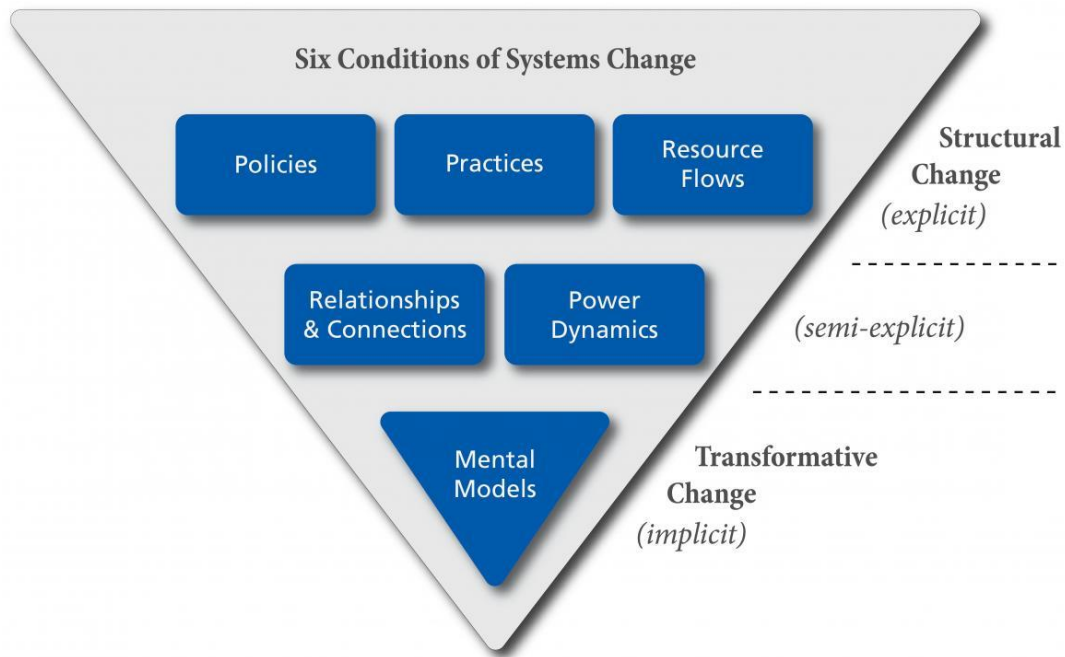 Six Conditions of Systems Change
Policies
Practices
Resource
Flows
Structural
Change
(explicit)
Relationships
& Connections
Power
Dynamics
(semi-explicit)
Mental
Models
Transformative
Change
(implicit)